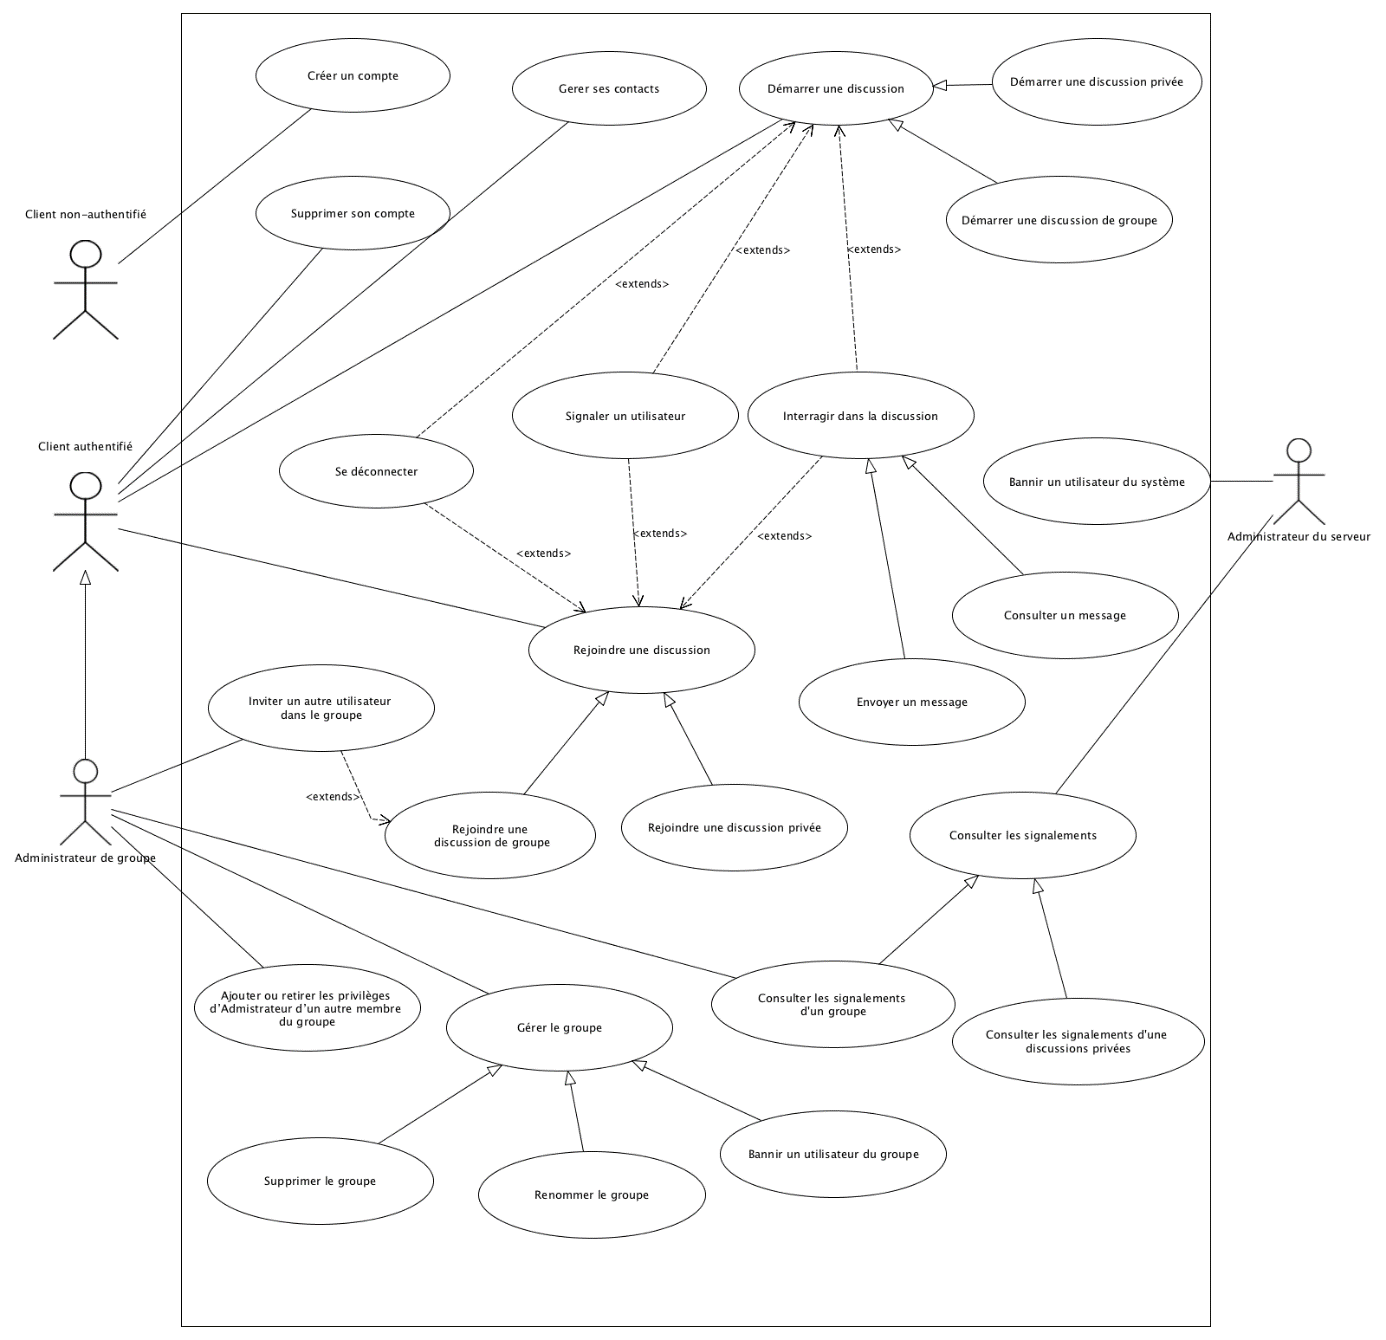 Créer un compte
Gerer ses contacts
Démarrer une discussion
Démarrer une discussion privée
Supprimer son compte
Client non-authentifié
Démarrer une discussion de groupe
<extends>
<extends>
<extends>
Signaler un utilisateur
Interragir dans la discussion
Client authentifié
Se déconnecter
Bannir un utilisateur du système
Administrateur du serveur
<extends>
<extends>
<extends>
Consulter un message
Rejoindre une discussion
Inviter un autre utilisateur
dans le groupe
Envoyer un message
<extends>
Rejoindre une
discussion de groupe
Rejoindre une discussion privée
Consulter les signalements
Administrateur de groupe
Ajouter ou retirer les privilèges
d'Admistrateur d'un autre membre
du groupe
Gérer le groupe
Consulter les signalements
d'un groupe
Consulter les signalements d'une
discussions privées
Supprimer le groupe
Renommer le groupe
Bannir un utilisateur du groupe